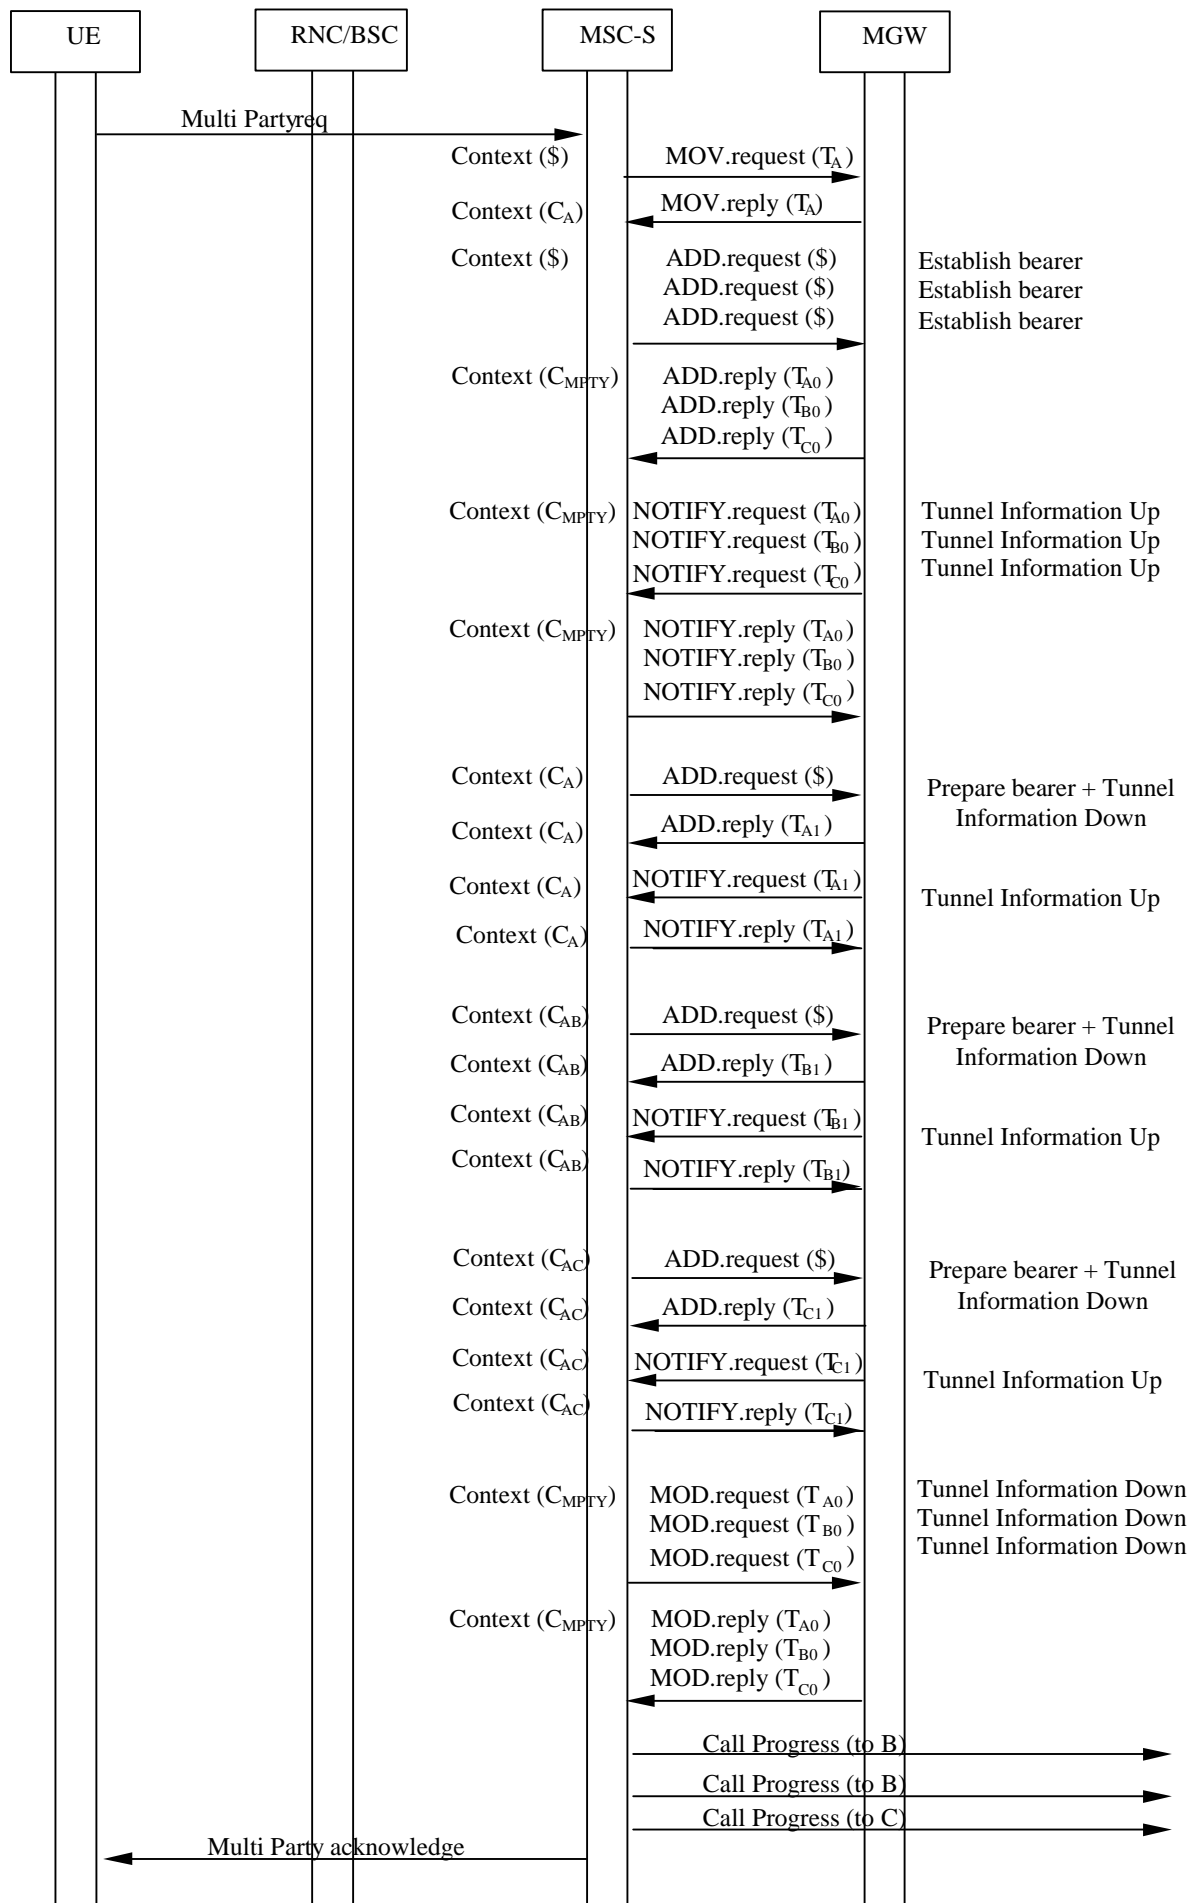 UE RNC/BSC MSC-S MGW
Multi Partyreq
Context ($) MOV.request (TA)
Context (CA) MOV.reply (TA)
Context ($) ADD.request ($) Establish bearer
ADD.request ($) Establish bearer
ADD.request ($) Establish bearer
Context (CMPTY) ADD.reply (TA0)
ADD.reply (TB0)
ADD.reply (TC0)
Context (CMPTY) NOTIFY.request (TA0) Tunnel Information Up
NOTIFY.request (TB0) Tunnel Information Up
NOTIFY.request (TC0) Tunnel Information Up
Context (CMPTY) NOTIFY.reply (TA0)
NOTIFY.reply (TB0)
NOTIFY.reply (TC0)
Context (CA) ADD.request ($) Prepare bearer + Tunnel
Information Down
Context (CA) ADD.reply (TA1)
Context (CA) NOTIFY.request (TA1) Tunnel Information Up
Context (CA) NOTIFY.reply (TA1)
Context (CAB) ADD.request ($) Prepare bearer + Tunnel
Information Down
Context (CAB) ADD.reply (TB1)
Context (CAB) NOTIFY.request (TB1) Tunnel Information Up
Context (CAB) NOTIFY.reply (TB1)
Context (CAC) ADD.request ($) Prepare bearer + Tunnel
Information Down
Context (CAC) ADD.reply (TC1)
Context (CAC) NOTIFY.request (TC1) Tunnel Information Up
Context (CAC) NOTIFY.reply (TC1)
Context (CMPTY) MOD.request (TA0) Tunnel Information Down
MOD.request (TB0) Tunnel Information Down
MOD.request (TC0) Tunnel Information Down
Context (CMPTY) MOD.reply (TA0)
MOD.reply (TB0)
MOD.reply (TC0)
Call Progress (to B)
Call Progress (to B)
Call Progress (to C)
Multi Party acknowledge